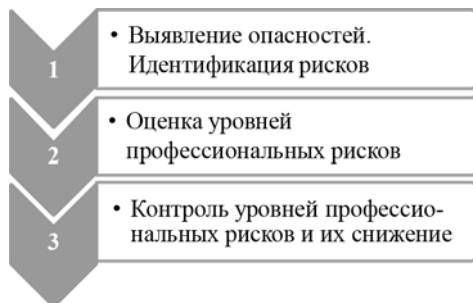 1
• Выявление опасностей.
Идентификация рисков
2
• Оценка уровней
профессиональных рисков
3
• Контроль уровней профессио-
нальных рисков и их снижение